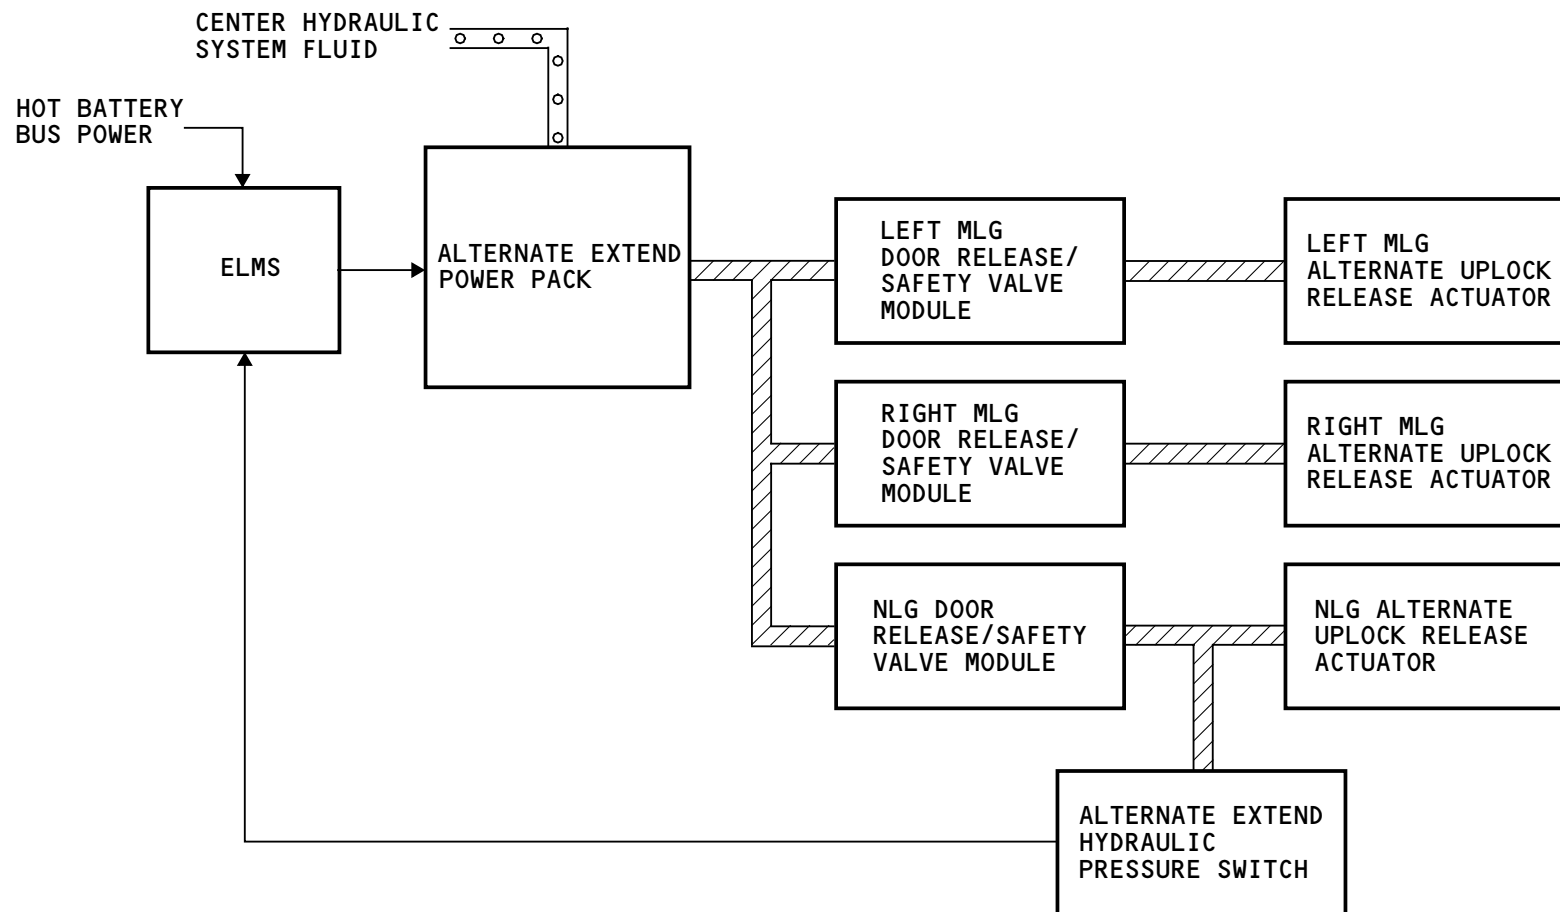 CENTER HYDRAULIC
SYSTEM FLUID
HOT BATTERY
BUS POWER
ELMS
ALTERNATE EXTEND
POWER PACK
LEFT MLG
DOOR RELEASE/
SAFETY VALVE
MODULE
LEFT MLG
ALTERNATE UPLOCK
RELEASE ACTUATOR
RIGHT MLG
DOOR RELEASE/
SAFETY VALVE
MODULE
RIGHT MLG
ALTERNATE UPLOCK
RELEASE ACTUATOR
NLG DOOR
RELEASE/SAFETY
VALVE MODULE
NLG ALTERNATE
UPLOCK RELEASE
ACTUATOR
ALTERNATE EXTEND
HYDRAULIC
PRESSURE SWITCH